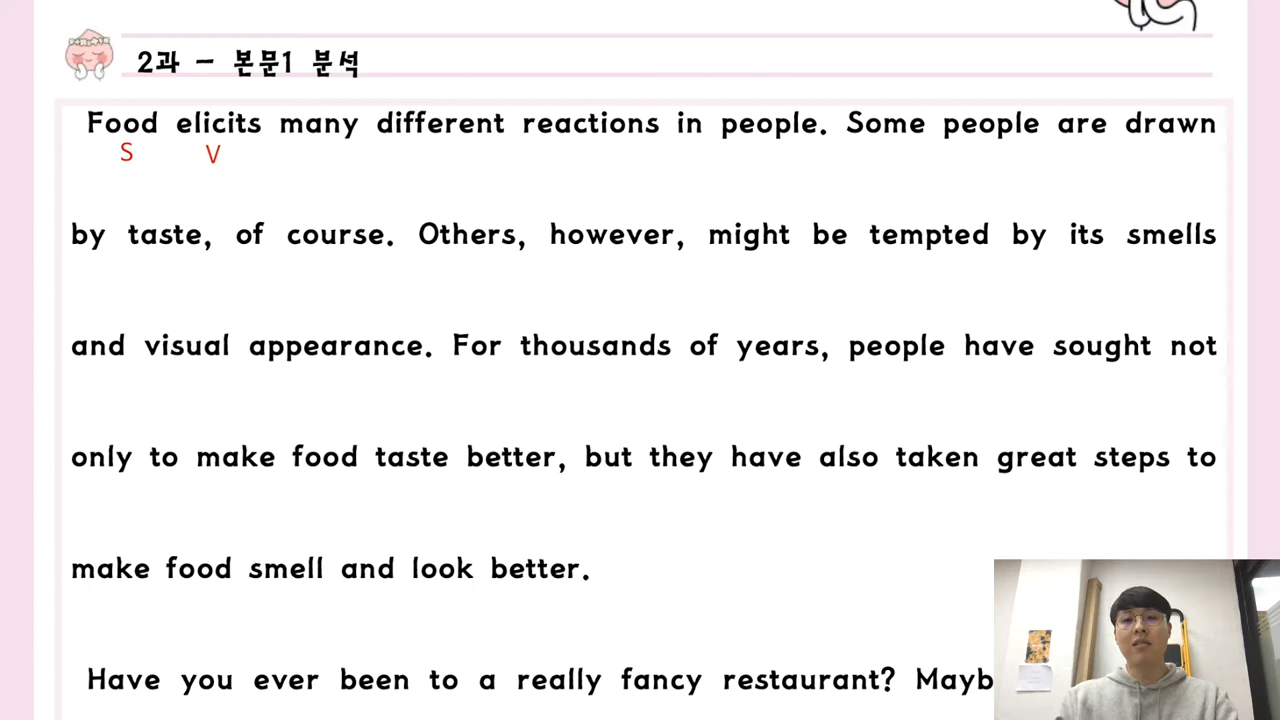 2과 - 본문1 분석
Food elicits many different reactions in people. Some people are drawn
S V
by taste, of course. Others, however, might be tempted by its smells
and visual appearance. For thousands of years, people have sought not
only to make food taste better, but they have also taken great steps to
make food smell and look better.
Have you ever been to a really fancy restaurant?